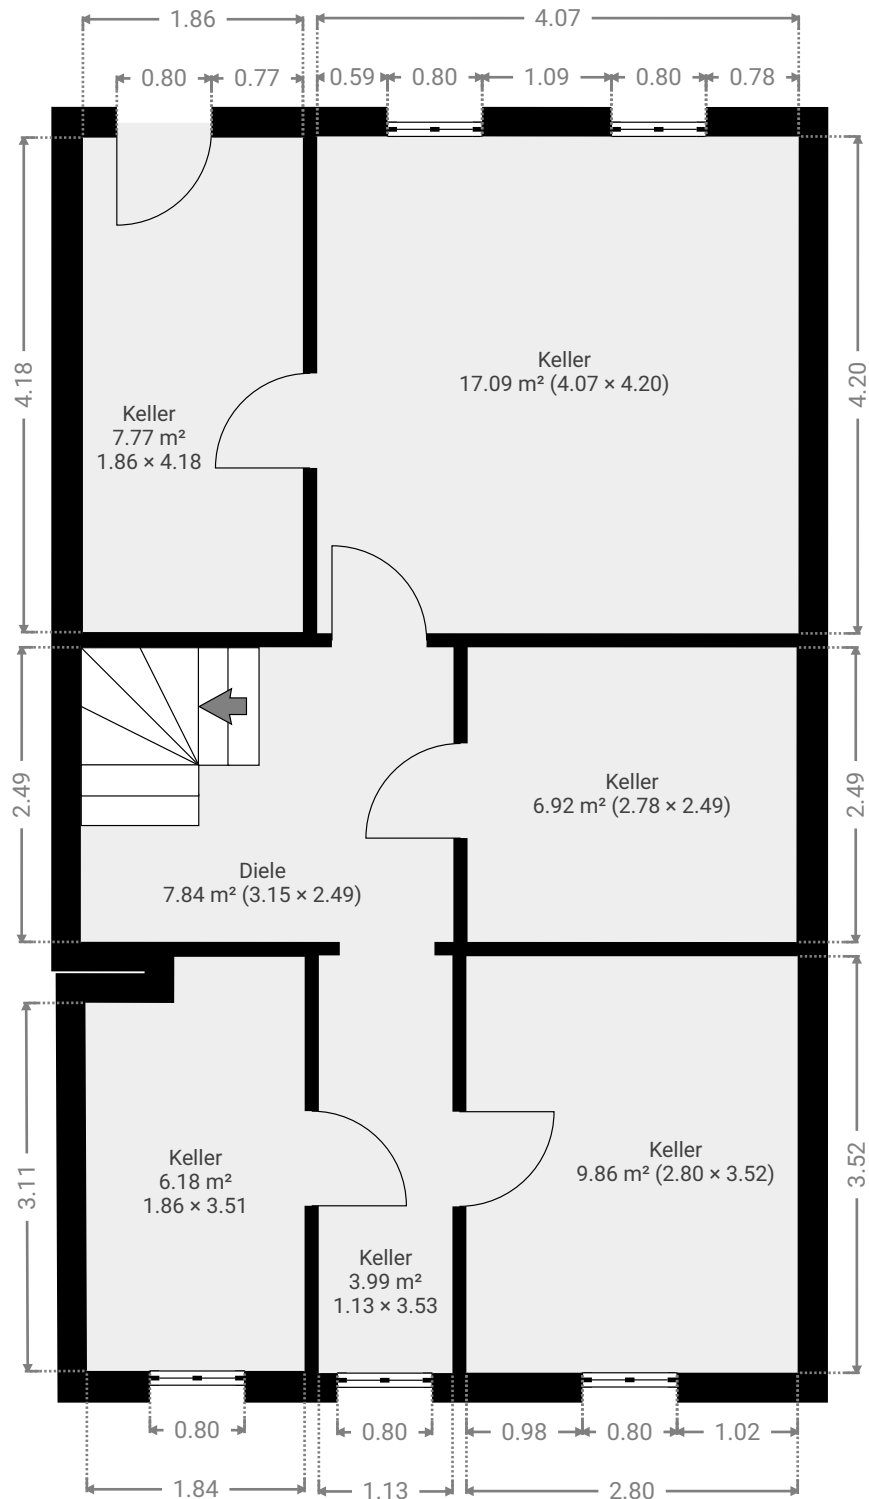 1.86
4.07
0.80
0.77
0.59
0.80
1.09
0.80
0.78
4.18
4.20
Keller
17.09 m² (4.07 × 4.20)
Keller
7.77 m²
1.86 × 4.18
2.49
2.49
Keller
6.92 m² (2.78 × 2.49)
Diele
7.84 m² (3.15 × 2.49)
3.11
3.52
Keller
6.18 m²
1.86 × 3.51
Keller
9.86 m² (2.80 × 3.52)
Keller
3.99 m²
1.13 × 3.53
0.80
0.80
0.98
0.80
1.02
1.84
1.13
2.80